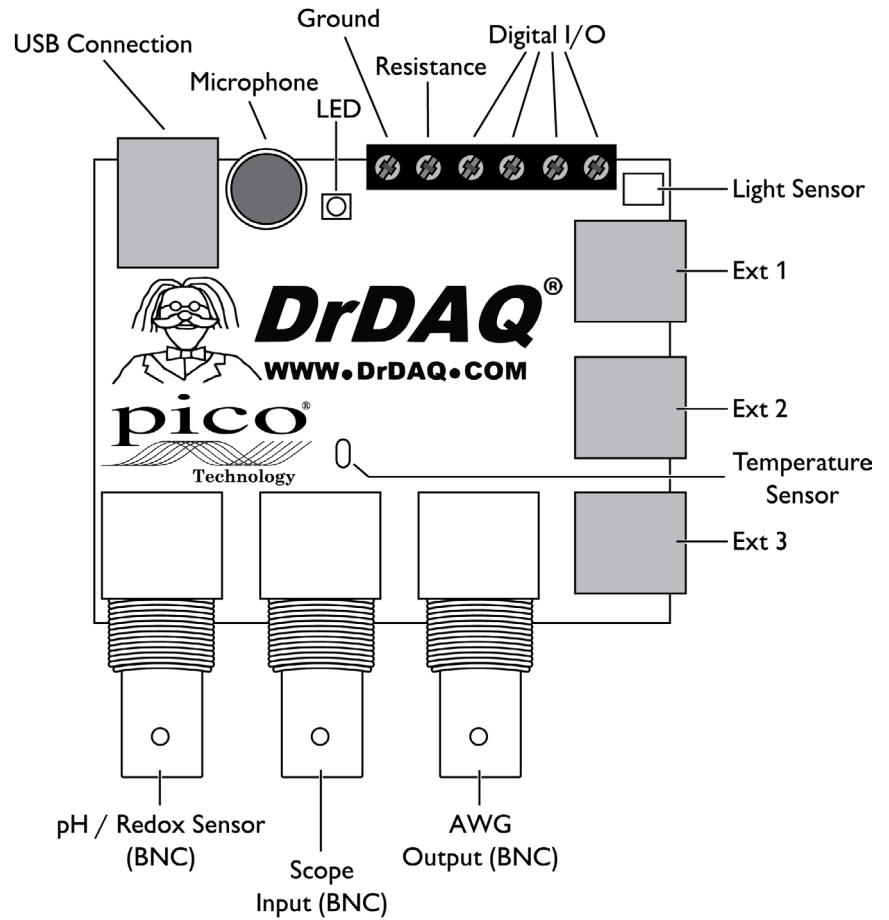 Ground
Digital I/O
USB Connection
Resistance
Microphone
LED
Light Sensor
Ext 1
DrDAQ®
WWW.DrDAQ.COM
Ext 2
pico®
Technology
Temperature
Sensor
Ext 3
pH / Redox Sensor
(BNC)
Scope
Input (BNC)
AWG
Output (BNC)